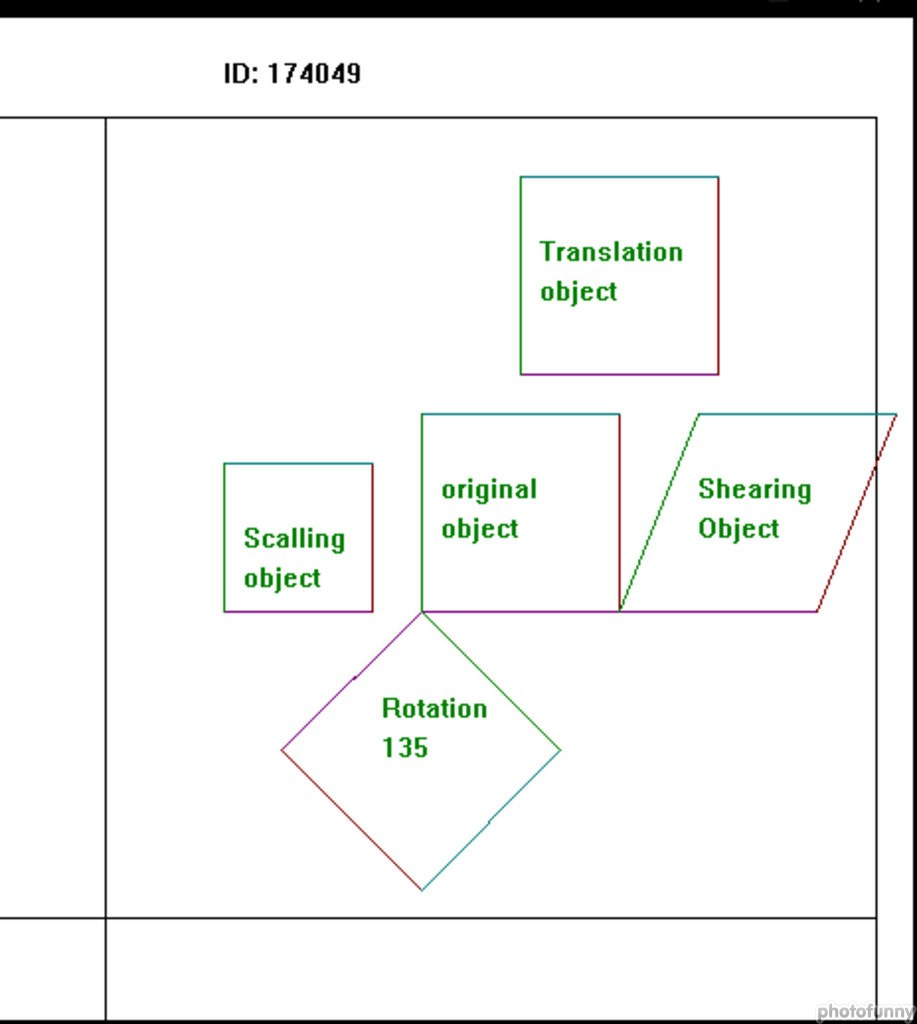 ID: 174049
Translation
object
original
object
Shearing
Object
Scalling
object
Rotation
135
photofunny